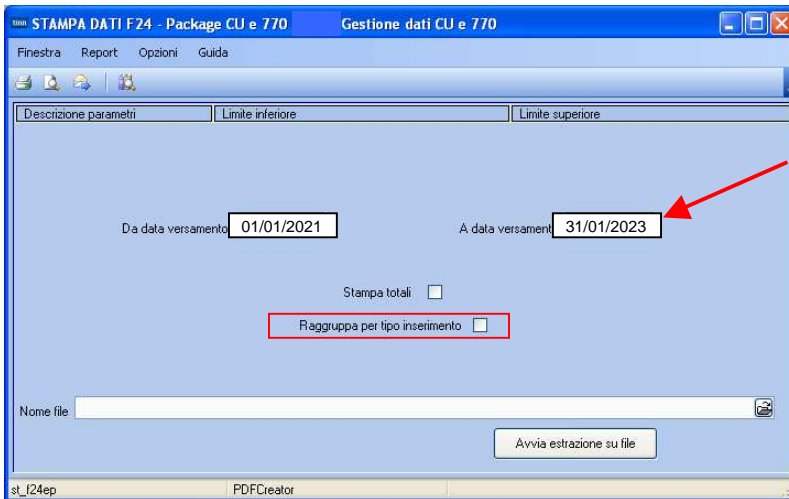 tinn STAMPA DATI F24 - Package CU e 770 Gestione dati CU e 770
Finestra Report Opzioni Guida
Descrizione parametri Limite inferiore Limite superiore
Da data versamento 01/01/2021 A data versament 31/01/2023
Stampa totali
Raggruppa per tipo inserimento
Nome file
Avvia estrazione su file
st_f24ep PDFCreator